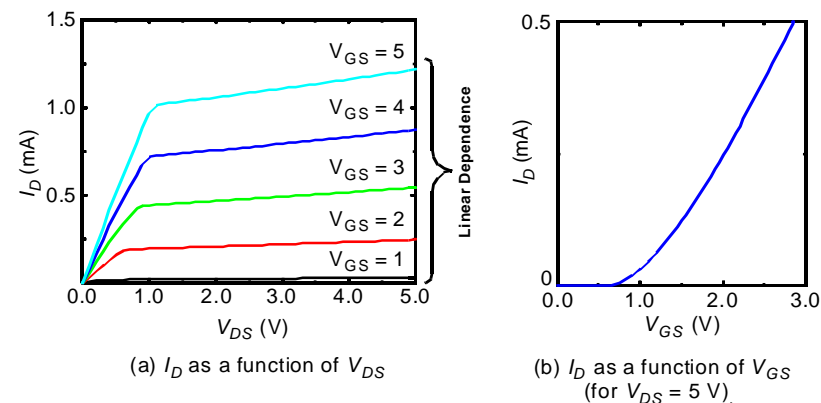 1.5
V_GS = 5
V_GS = 4
1.0
V_GS = 3
I_D (mA)
0.5
V_GS = 2
V_GS = 1
Linear Dependence
0.0 1.0 2.0 3.0 4.0 5.0
V_DS (V)
(a) I_D as a function of V_DS
0.5
I_D (mA)
0
0.0 1.0 2.0 3.0
V_GS (V)
(b) I_D as a function of V_GS
(for V_DS = 5 V).